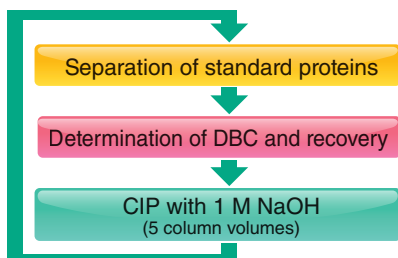 Separation of standard proteins
Determination of DBC and recovery
CIP with 1 M NaOH
(5 column volumes)